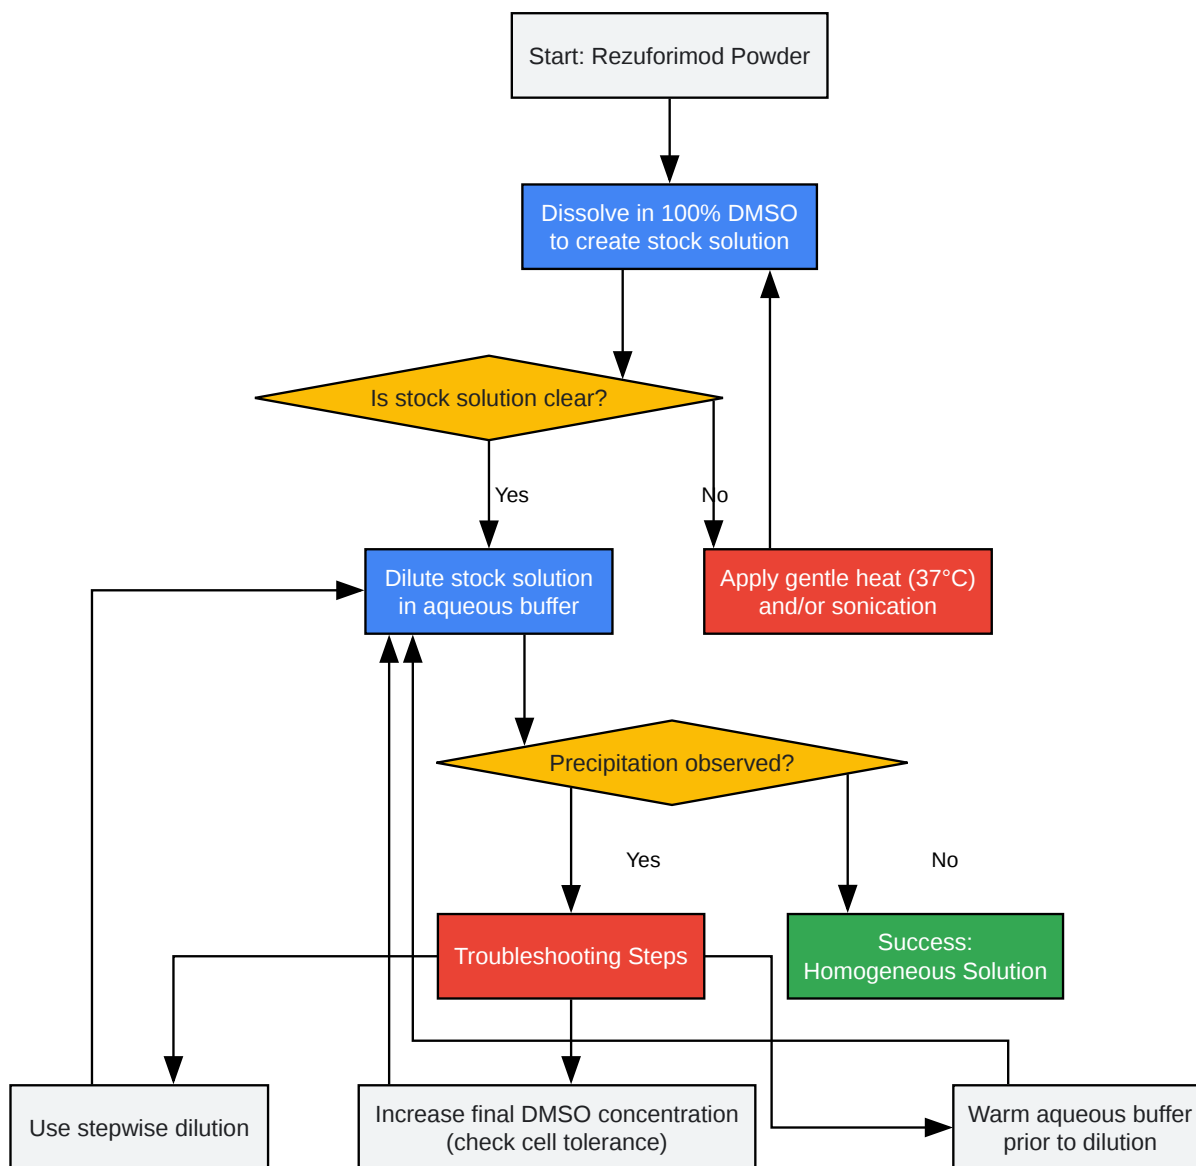 Start: Rezuforimod Powder
Dissolve in 100% DMSO
to create stock solution
Is stock solution clear?
Yes
No
Dilute stock solution
in aqueous buffer
Apply gentle heat (37°C)
and/or sonication
Precipitation observed?
Yes
No
Troubleshooting Steps
Success:
Homogeneous Solution
Use stepwise dilution
Increase final DMSO concentration
(check cell tolerance)
Warm aqueous buffer
prior to dilution